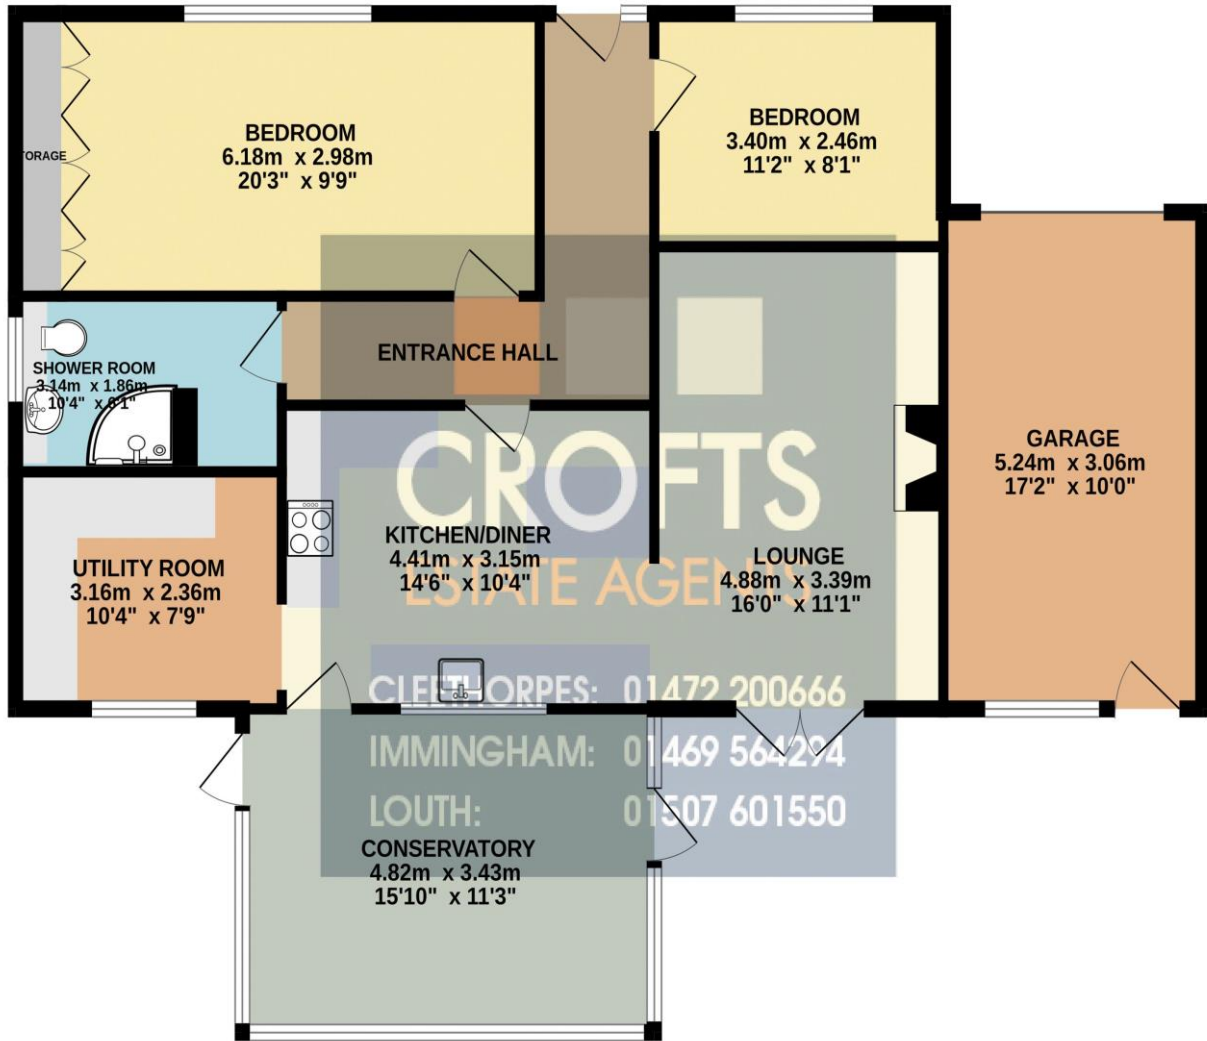 BEDROOM
6.18m x 2.98m
20'3" x 9'9"
TORAGE
BEDROOM
3.40m x 2.46m
11'2" x 8'1"
SHOWER ROOM
3.14m x 1.86m
10'4" x 6'1"
ENTRANCE HALL
GARAGE
5.24m x 3.06m
17'2" x 10'0"
UTILITY ROOM
3.16m x 2.36m
10'4" x 7'9"
KITCHEN/DINER
4.41m x 3.15m
14'6" x 10'4"
LOUNGE
4.88m x 3.39m
16'0" x 11'1"
CONSERVATORY
4.82m x 3.43m
15'10" x 11'3"
CROFTS
ESTATE AGENTS
CLEETHORPES: 01472 200666
IMMINGHAM: 01469 564294
LOUTH: 01507 601550